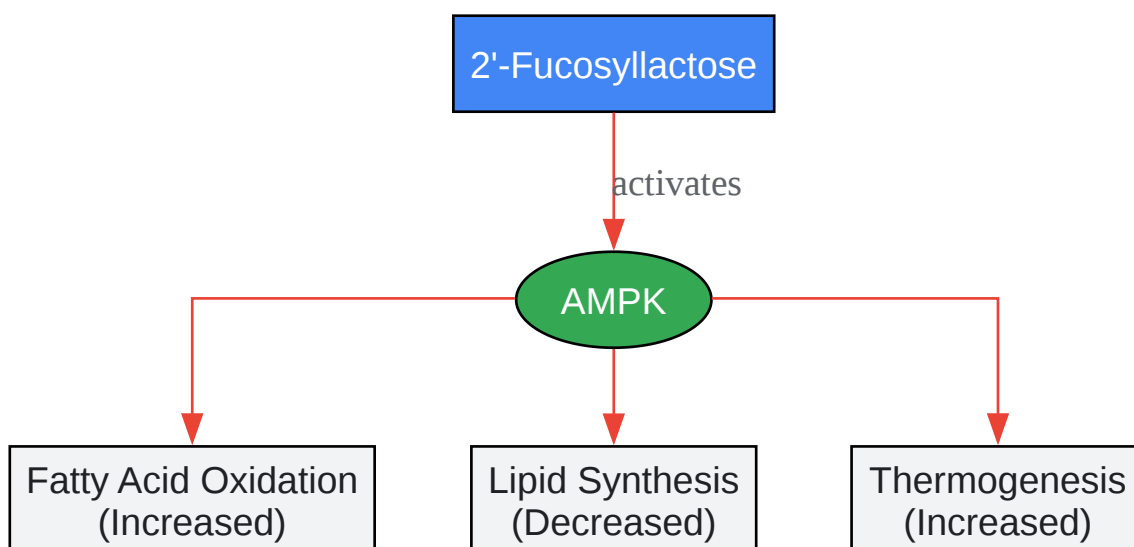 2'-Fucosyllactose
activates
AMPK
Fatty Acid Oxidation
(Increased)
Lipid Synthesis
(Decreased)
Thermogenesis
(Increased)